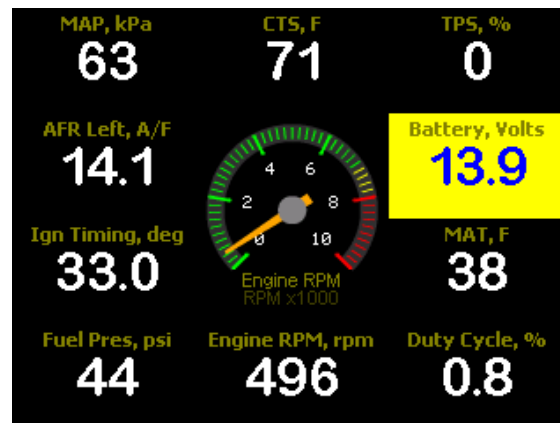 MAP, kPa CTS, F TPS, %
63 71 0
AFR Left, A/F Battery, Volts
14.1 13.9
4 6
2 8
0 10
Ign Timing, deg MAT, F
33.0 38
Engine RPM
RPM x1000
Fuel Pres, psi Engine RPM, rpm Duty Cycle, %
44 496 0.8